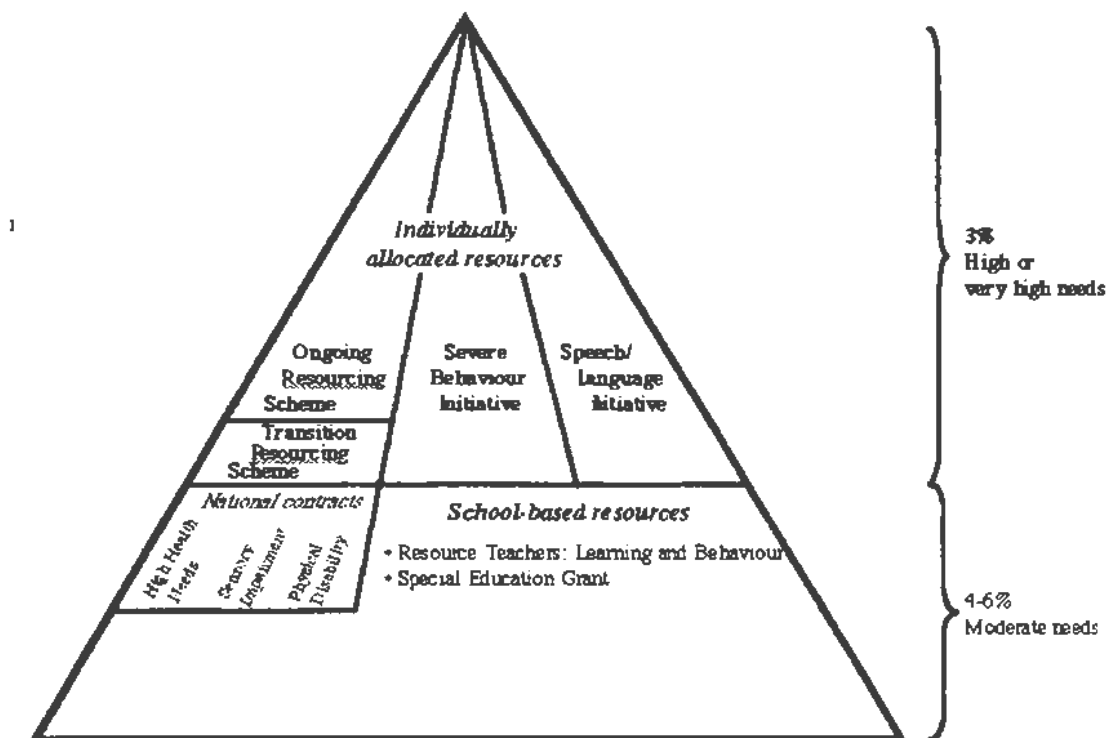 Individually
allocated resources
3%
High or
very high needs
Ongoing
Resourcing
Scheme
Severe
Behaviour
Initiative
Speech/
Language
Initiative
Transition
Resourcing
Scheme
National contracts
High Health
Needs
Sensory
Impairment
Physical
Disability
School-based resources
• Resource Teachers: Learning and Behaviour
• Special Education Grant
4-6%
Moderate needs